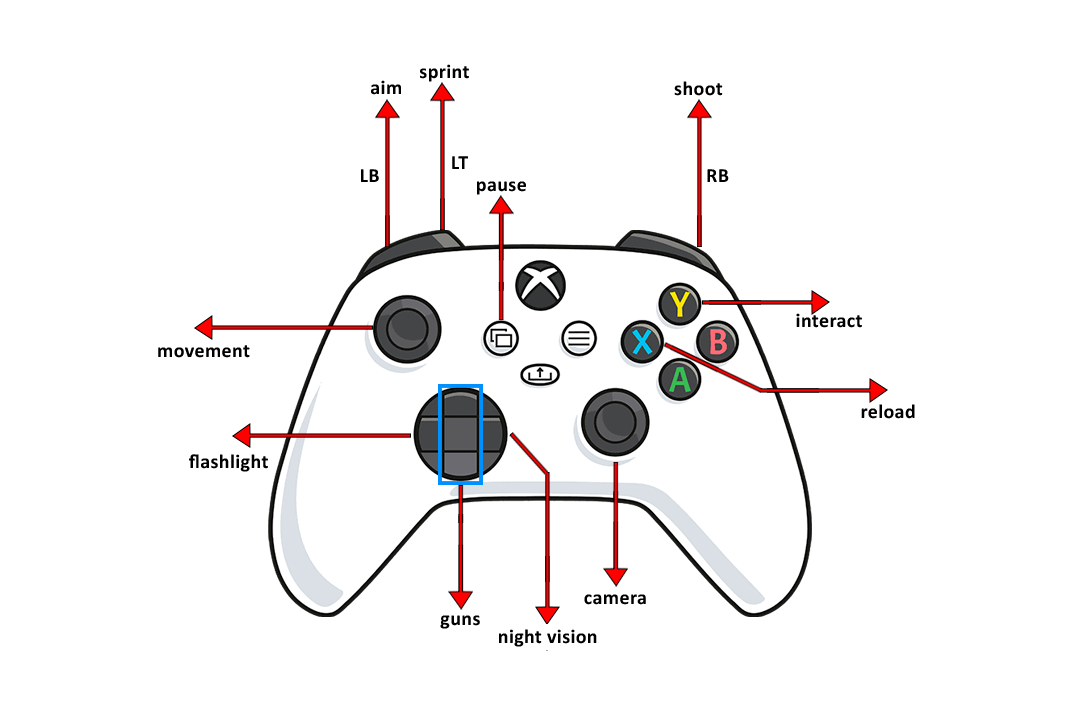 sprint
aim
shoot
LT
LB
RB
pause
Y
interact
X
B
movement
A
reload
flashlight
camera
guns
night vision